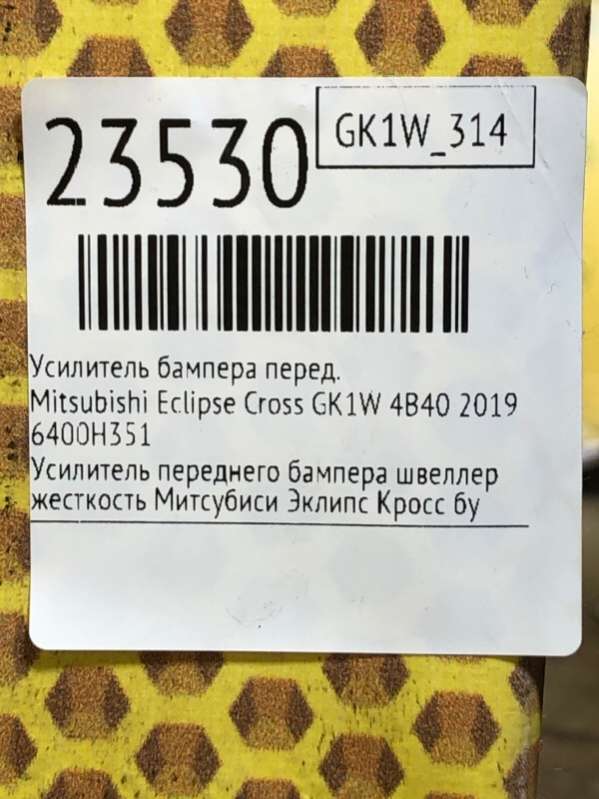 23530
GK1W_314
Усилитель бампера перед.
Mitsubishi Eclipse Cross GK1W 4B40 2019
6400H351
Усилитель переднего бампера швеллер
жесткость Митсубиси Эклипс Кросс бу